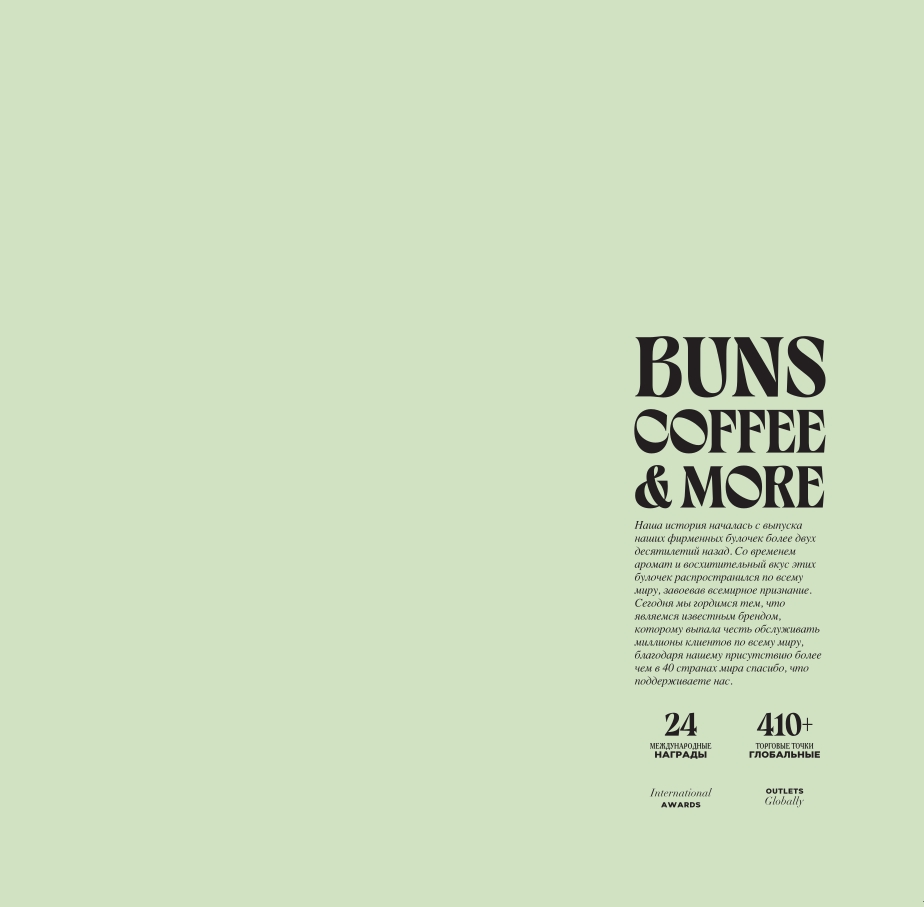 BUNS
COFFEE
& MORE
Наша история началась с выпуска
наших фирменных булочек более двух
десятилетий назад. Со временем
аромат и восхитительный вкус этих
булочек распространился по всему
миру, завоевав всемирное признание.
Сегодня мы гордимся тем, что
являемся известным брендом,
которому выпала честь обслуживать
миллионы клиентов по всему миру,
благодаря нашему присутствию более
чем в 40 странах мира спасибо, что
поддерживаете нас.
24
МЕЖДУНАРОДНЫЕ
НАГРАДЫ
International
AWARDS
410+
ТОРГОВЫЕ ТОЧКИ
ГЛОБАЛЬНЫЕ
OUTLETS
Globally